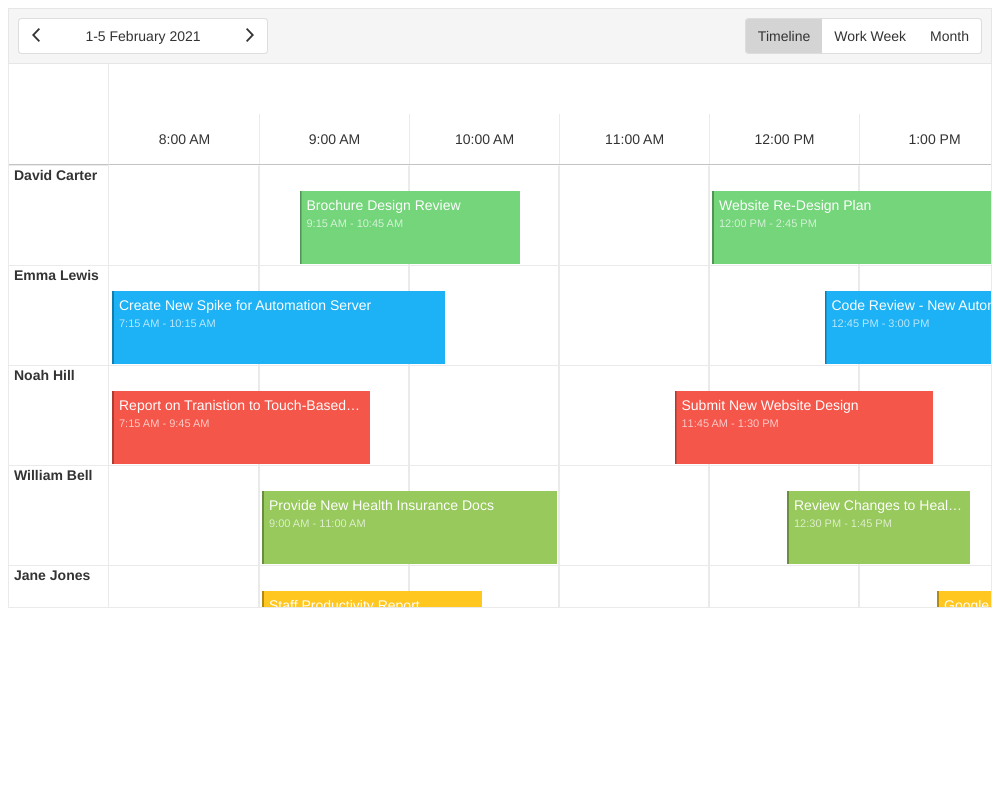 1-5 February 2021
Timeline Work Week Month
8:00 AM 9:00 AM 10:00 AM 11:00 AM 12:00 PM 1:00 PM
David Carter
Brochure Design Review
9:15 AM - 10:45 AM
Website Re-Design Plan
12:00 PM - 2:45 PM
Emma Lewis
Create New Spike for Automation Server
7:15 AM - 10:15 AM
Code Review - New Autor
12:45 PM - 3:00 PM
Noah Hill
Report on Tranistion to Touch-Based…
7:15 AM - 9:45 AM
Submit New Website Design
11:45 AM - 1:30 PM
William Bell
Provide New Health Insurance Docs
9:00 AM - 11:00 AM
Review Changes to Heal…
12:30 PM - 1:45 PM
Jane Jones
Staff Productivity Report
Google